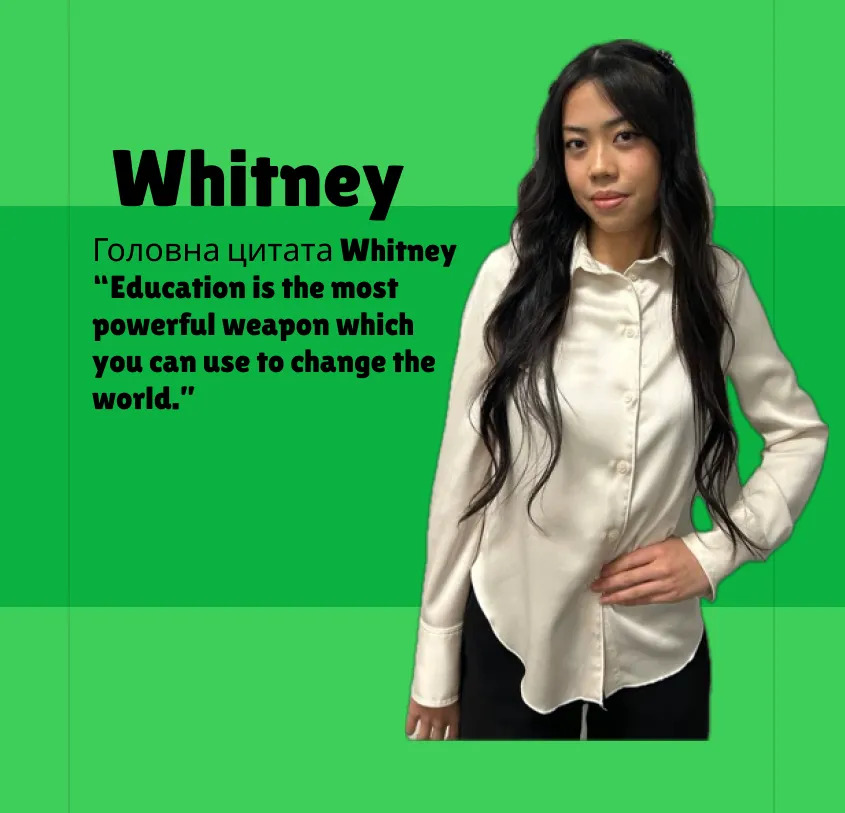 Whitney
Головна цитата Whitney
“Education is the most
powerful weapon which
you can use to change the
world.”